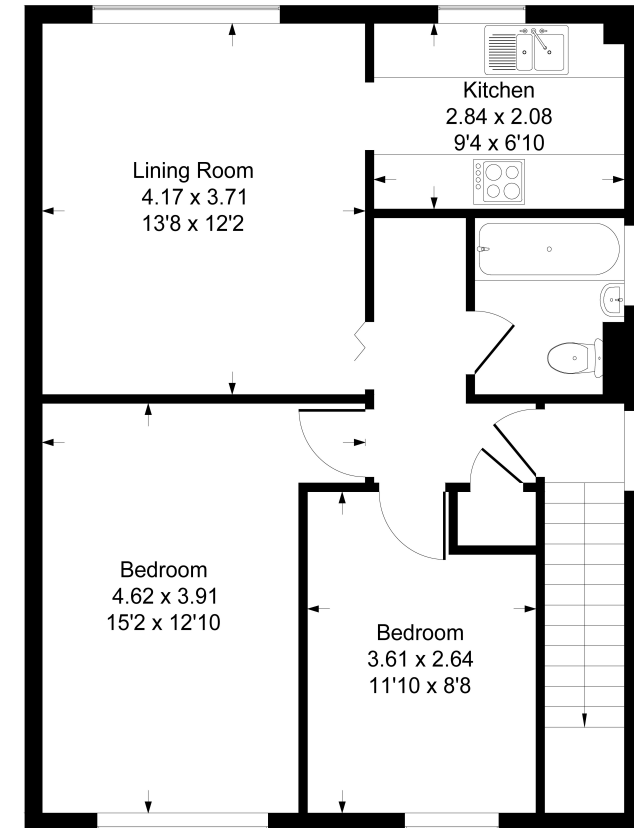 Kitchen
2.84 x 2.08
9'4 x 6'10
Lining Room
4.17 x 3.71
13'8 x 12'2
Bedroom
4.62 x 3.91
15'2 x 12'10
Bedroom
3.61 x 2.64
11'10 x 8'8